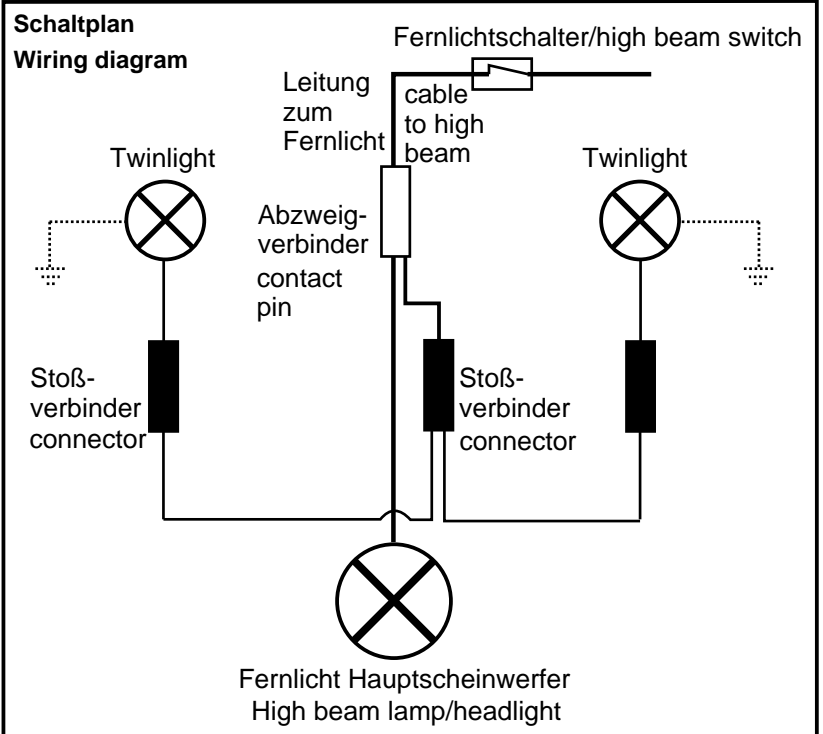 Schaltplan
Wiring diagram
Fernlichtschalter/high beam switch
Leitung
zum
Fernlicht
cable
to high
beam
Twinlight
Twinlight
Abzweig-
verbinder
contact
pin
Stoß-
verbinder
connector
Stoß-
verbinder
connector
Fernlicht Hauptscheinwerfer
High beam lamp/headlight